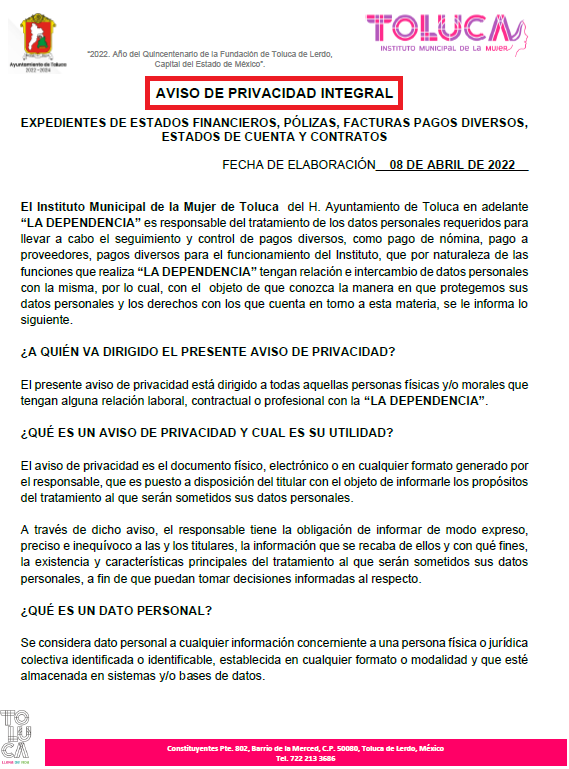 TOLUCA
INSTITUTO MUNICIPAL DE LA MUJER
Ayuntamiento de Toluca
2022 - 2024
"2022. Año del Quincentenario de la Fundación de Toluca de Lerdo,
Capital del Estado de México".
AVISO DE PRIVACIDAD INTEGRAL
EXPEDIENTES DE ESTADOS FINANCIEROS, PÓLIZAS, FACTURAS PAGOS DIVERSOS,
ESTADOS DE CUENTA Y CONTRATOS
FECHA DE ELABORACIÓN__08 DE ABRIL DE 2022__
El Instituto Municipal de la Mujer de Toluca del H. Ayuntamiento de Toluca en adelante
“LA DEPENDENCIA” es responsable del tratamiento de los datos personales requeridos para
llevar a cabo el seguimiento y control de pagos diversos, como pago de nómina, pago a
proveedores, pagos diversos para el funcionamiento del Instituto, que por naturaleza de las
funciones que realiza “LA DEPENDENCIA” tengan relación e intercambio de datos personales
con la misma, por lo cual, con el objeto de que conozca la manera en que protegemos sus
datos personales y los derechos con los que cuenta en torno a esta materia, se le informa lo
siguiente.
¿A QUIÉN VA DIRIGIDO EL PRESENTE AVISO DE PRIVACIDAD?
El presente aviso de privacidad está dirigido a todas aquellas personas físicas y/o morales que
tengan alguna relación laboral, contractual o profesional con la “LA DEPENDENCIA”.
¿QUÉ ES UN AVISO DE PRIVACIDAD Y CUAL ES SU UTILIDAD?
El aviso de privacidad es el documento físico, electrónico o en cualquier formato generado por
el responsable, que es puesto a disposición del titular con el objeto de informarle los propósitos
del tratamiento al que serán sometidos sus datos personales.
A través de dicho aviso, el responsable tiene la obligación de informar de modo expreso,
preciso e inequívoco a las y los titulares, la información que se recaba de ellos y con qué fines,
la existencia y características principales del tratamiento al que serán sometidos sus datos
personales, a fin de que puedan tomar decisiones informadas al respecto.
¿QUÉ ES UN DATO PERSONAL?
Se considera dato personal a cualquier información concerniente a una persona física o jurídica
colectiva identificada o identificable, establecida en cualquier formato o modalidad y que esté
almacenada en sistemas y/o bases de datos.
TO
LU
CA
LLENA DE VIDA
Constituyentes Pte. 802, Barrio de la Merced, C.P. 50080, Toluca de Lerdo, México
Tel. 722 213 3686